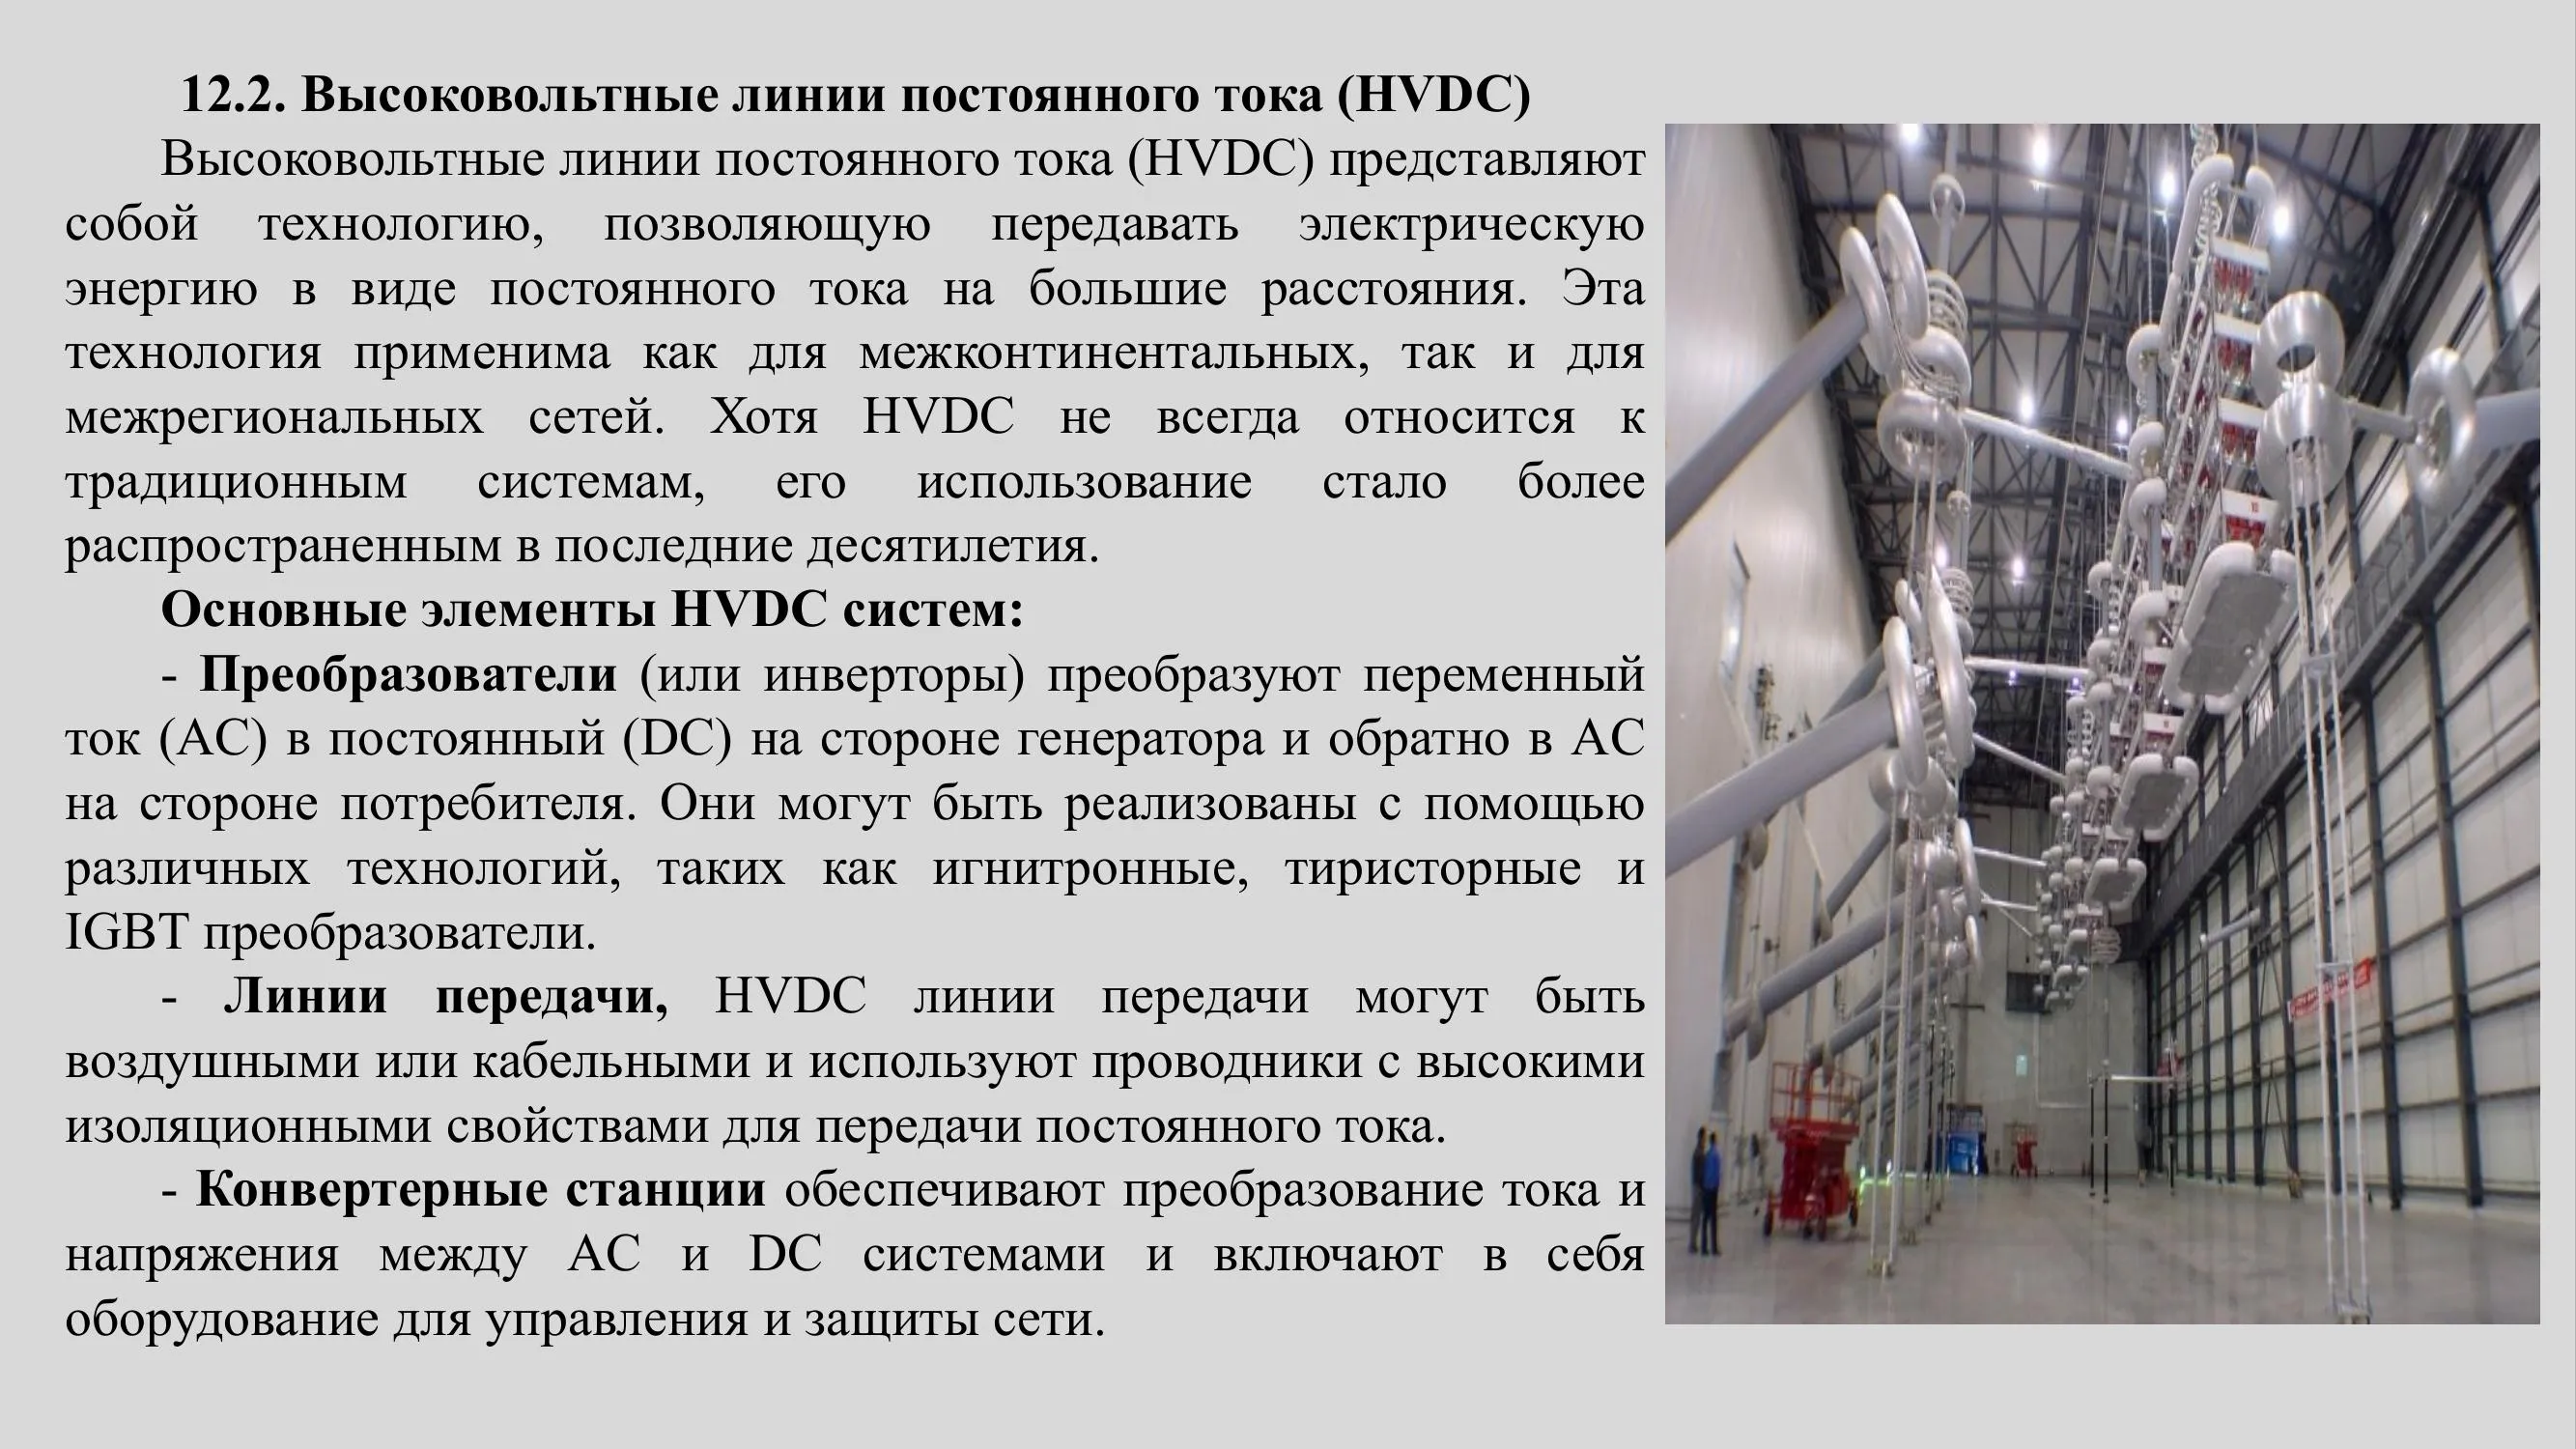 12.2. Высоковольтные линии постоянного тока (HVDC)
Высоковольтные линии постоянного тока (HVDC) представляют
собой технологию, позволяющую передавать электрическую
энергию в виде постоянного тока на большие расстояния. Эта
технология применима как для межконтинентальных, так и для
межрегиональных сетей. Хотя HVDC не всегда относится к
традиционным системам, его использование стало более
распространенным в последние десятилетия.
Основные элементы HVDC систем:
- Преобразователи (или инверторы) преобразуют переменный
ток (AC) в постоянный (DC) на стороне генератора и обратно в AC
на стороне потребителя. Они могут быть реализованы с помощью
различных технологий, таких как игнитронные, тиристорные и
IGBT преобразователи.
- Линии передачи, HVDC линии передачи могут быть
воздушными или кабельными и используют проводники с высокими
изоляционными свойствами для передачи постоянного тока.
- Конвертерные станции обеспечивают преобразование тока и
напряжения между AC и DC системами и включают в себя
оборудование для управления и защиты сети.